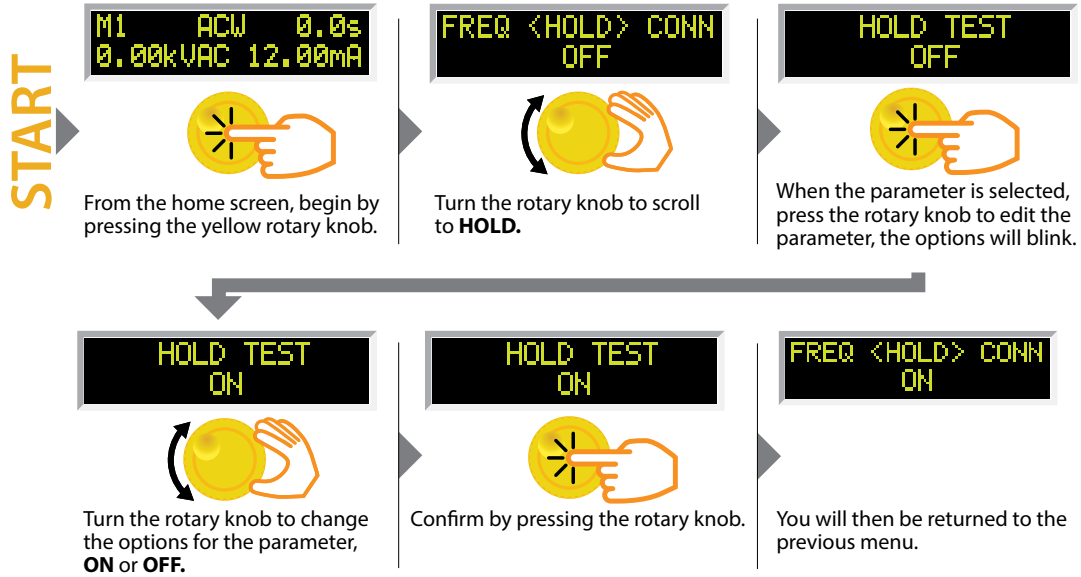 START
M1 ACW 0.0s
0.00kVAC 12.00mA
From the home screen, begin by
pressing the yellow rotary knob.
FREQ <HOLD> CONN
OFF
Turn the rotary knob to scroll
to HOLD.
HOLD TEST
OFF
When the parameter is selected,
press the rotary knob to edit the
parameter, the options will blink.
HOLD TEST
ON
Turn the rotary knob to change
the options for the parameter,
ON or OFF.
HOLD TEST
ON
Confirm by pressing the rotary knob.
FREQ <HOLD> CONN
ON
You will then be returned to the
previous menu.